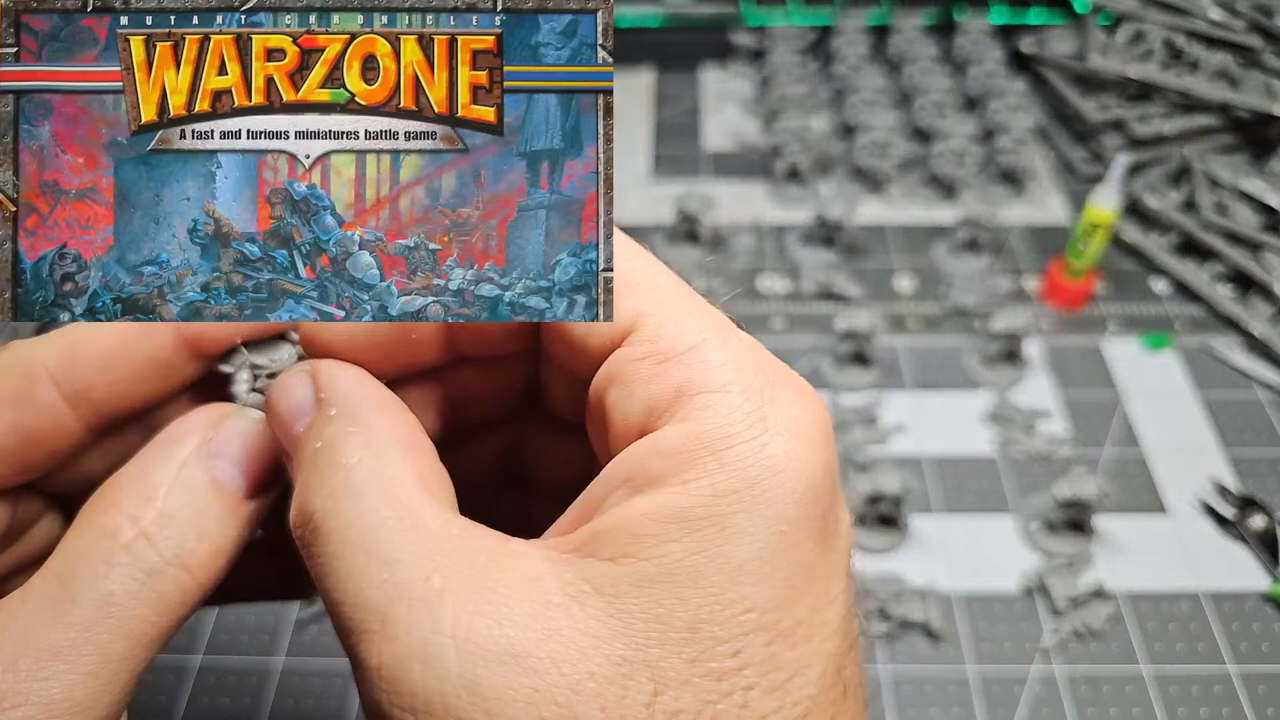 MUTANT CHRONICLES
WARZONE
A fast and furious miniatures battle game